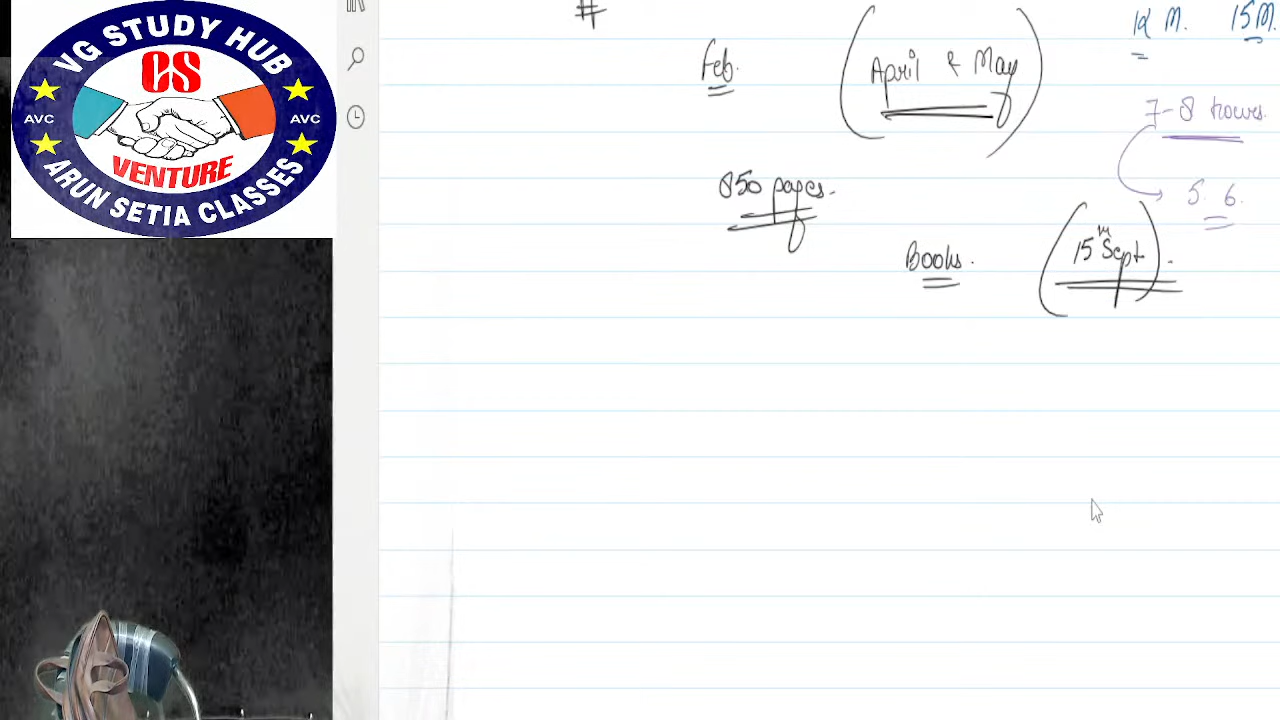 VG STUDY HUB
CS
AVC AVC
VENTURE
ARUN SETIA CLASSES
#
12 M. 15 M.
Feb.
(April & May)
7-8 hours.
850 pages.
5. 6.
Books. (15th Sept).